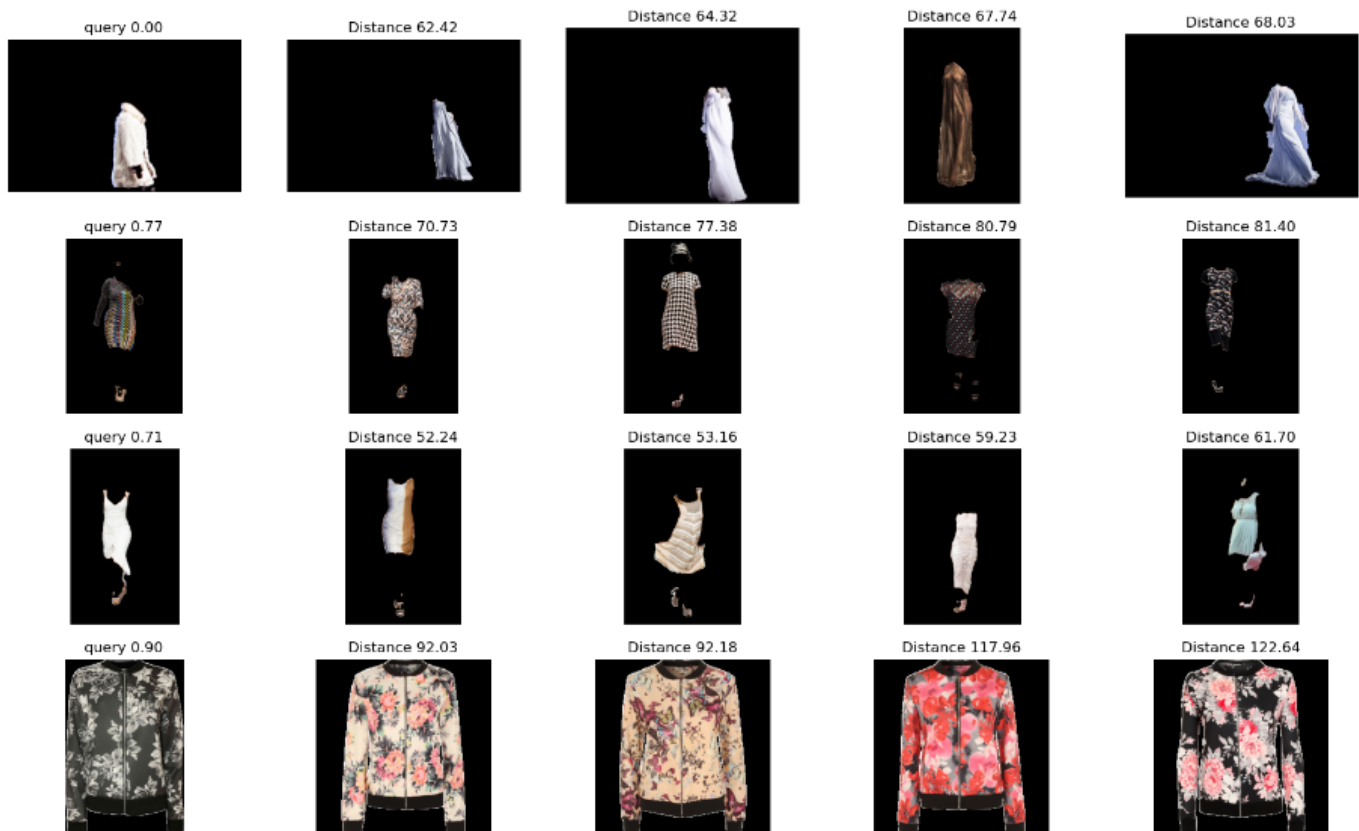 query 0.00
Distance 62.42
Distance 64.32
Distance 67.74
Distance 68.03
query 0.77
Distance 70.73
Distance 77.38
Distance 80.79
Distance 81.40
query 0.71
Distance 52.24
Distance 53.16
Distance 59.23
Distance 61.70
query 0.90
Distance 92.03
Distance 92.18
Distance 117.96
Distance 122.64